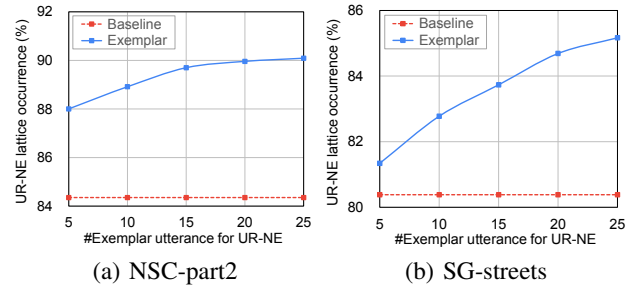 UR-NE lattice occurrence (%)
92
90
88
86
84
Baseline
Exemplar
5 10 15 20 25
#Exemplar utterance for UR-NE
(a) NSC-part2
UR-NE lattice occurrence (%)
86
84
82
80
Baseline
Exemplar
5 10 15 20 25
#Exemplar utterance for UR-NE
(b) SG-streets